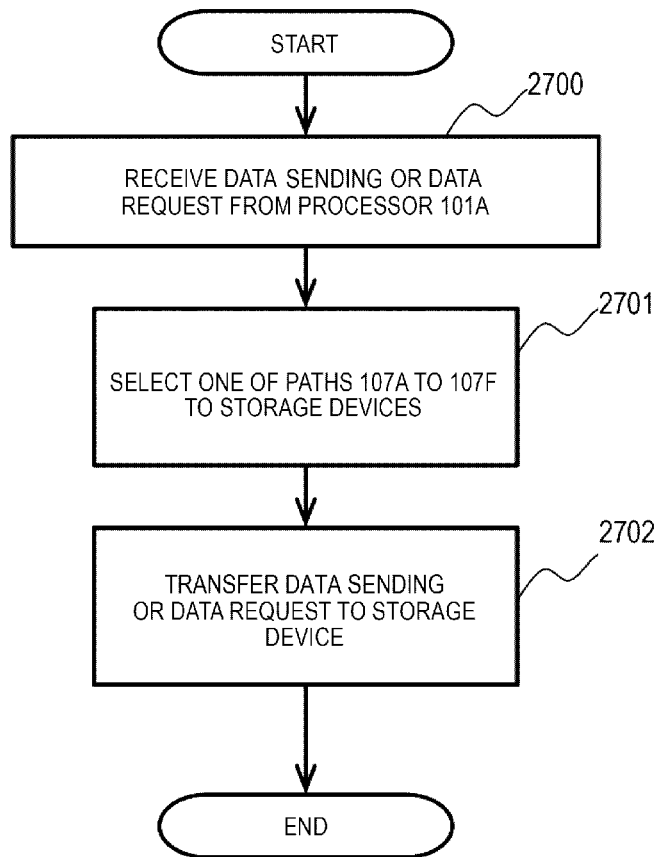 START
2700
RECEIVE DATA SENDING OR DATA
REQUEST FROM PROCESSOR 101A
2701
SELECT ONE OF PATHS 107A TO 107F
TO STORAGE DEVICES
2702
TRANSFER DATA SENDING
OR DATA REQUEST TO STORAGE
DEVICE
END